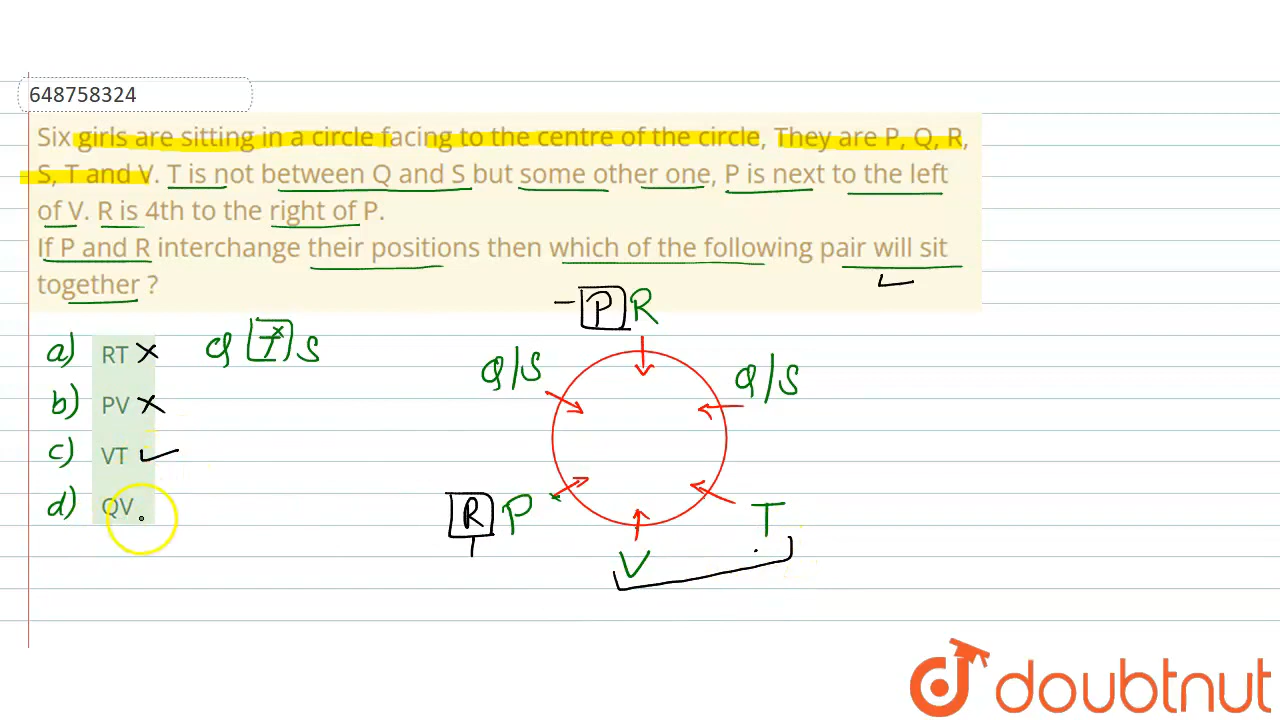 648758324
Six girls are sitting in a circle facing to the centre of the circle, They are P, Q, R,
S, T and V. T is not between Q and S but some other one, P is next to the left
of V. R is 4th to the right of P.
If P and R interchange their positions then which of the following pair will sit
together ?
P R
a) RT Q T S
Q/S Q/S
b) PV
c) VT
d) QV
R P T
V
doubtnut